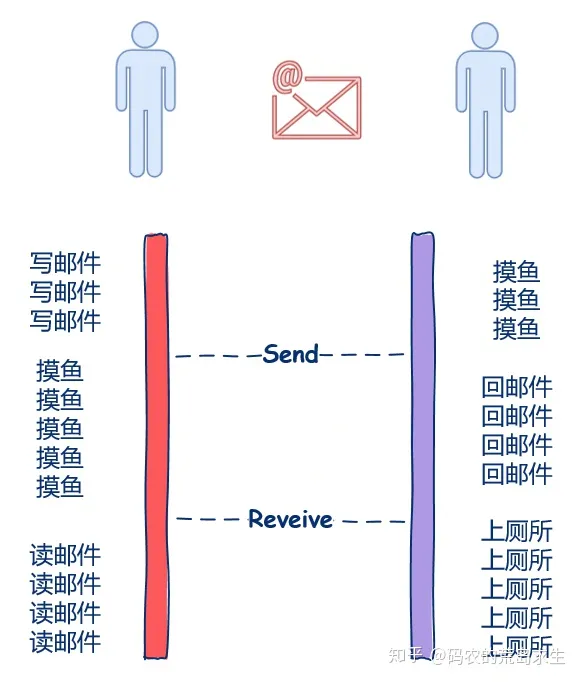 @
写邮件
写邮件
写邮件
摸鱼
摸鱼
摸鱼
摸鱼
摸鱼
读邮件
读邮件
读邮件
读邮件
Send
Reveive
摸鱼
摸鱼
摸鱼
回邮件
回邮件
回邮件
回邮件
上厕所
上厕所
上厕所
上厕所
上厕所
知乎 @码农的荒岛求生